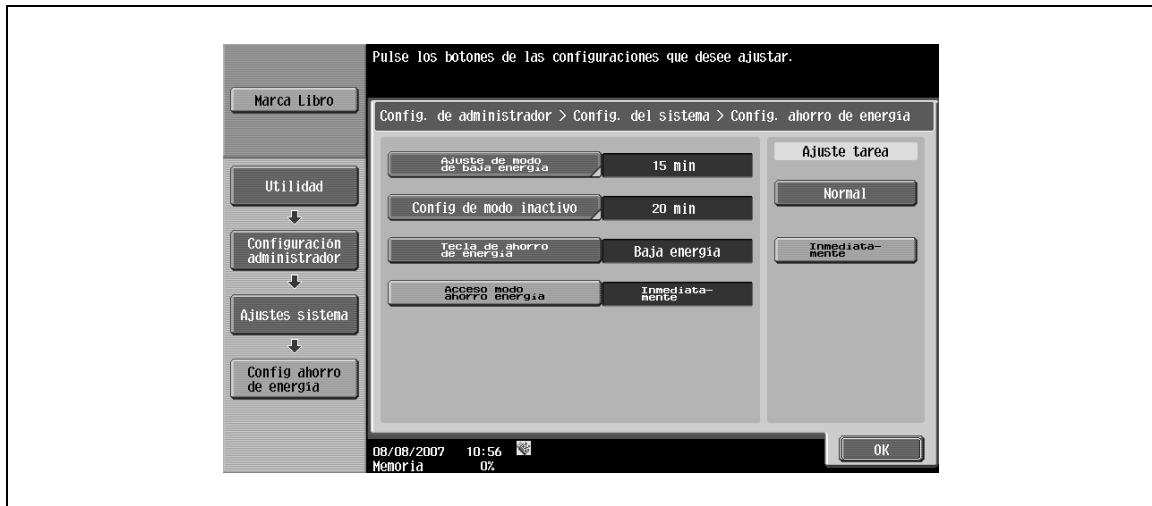 Pulse los botones de las configuraciones que desee ajustar.
Marca Libro
Config. de administrador > Config. del sistema > Config. ahorro de energía
Utilidad
Configuración
administrador
Ajustes sistema
Config ahorro
de energía
Ajuste de modo
de baja energía
15 min
Config de modo inactivo
20 min
Tecla de ahorro
de energía
Baja energía
Acceso modo
ahorro energía
Inmediata-
mente
Ajuste tarea
Normal
Inmediata-
mente
08/08/2007 10:56
Memoria 0%
OK